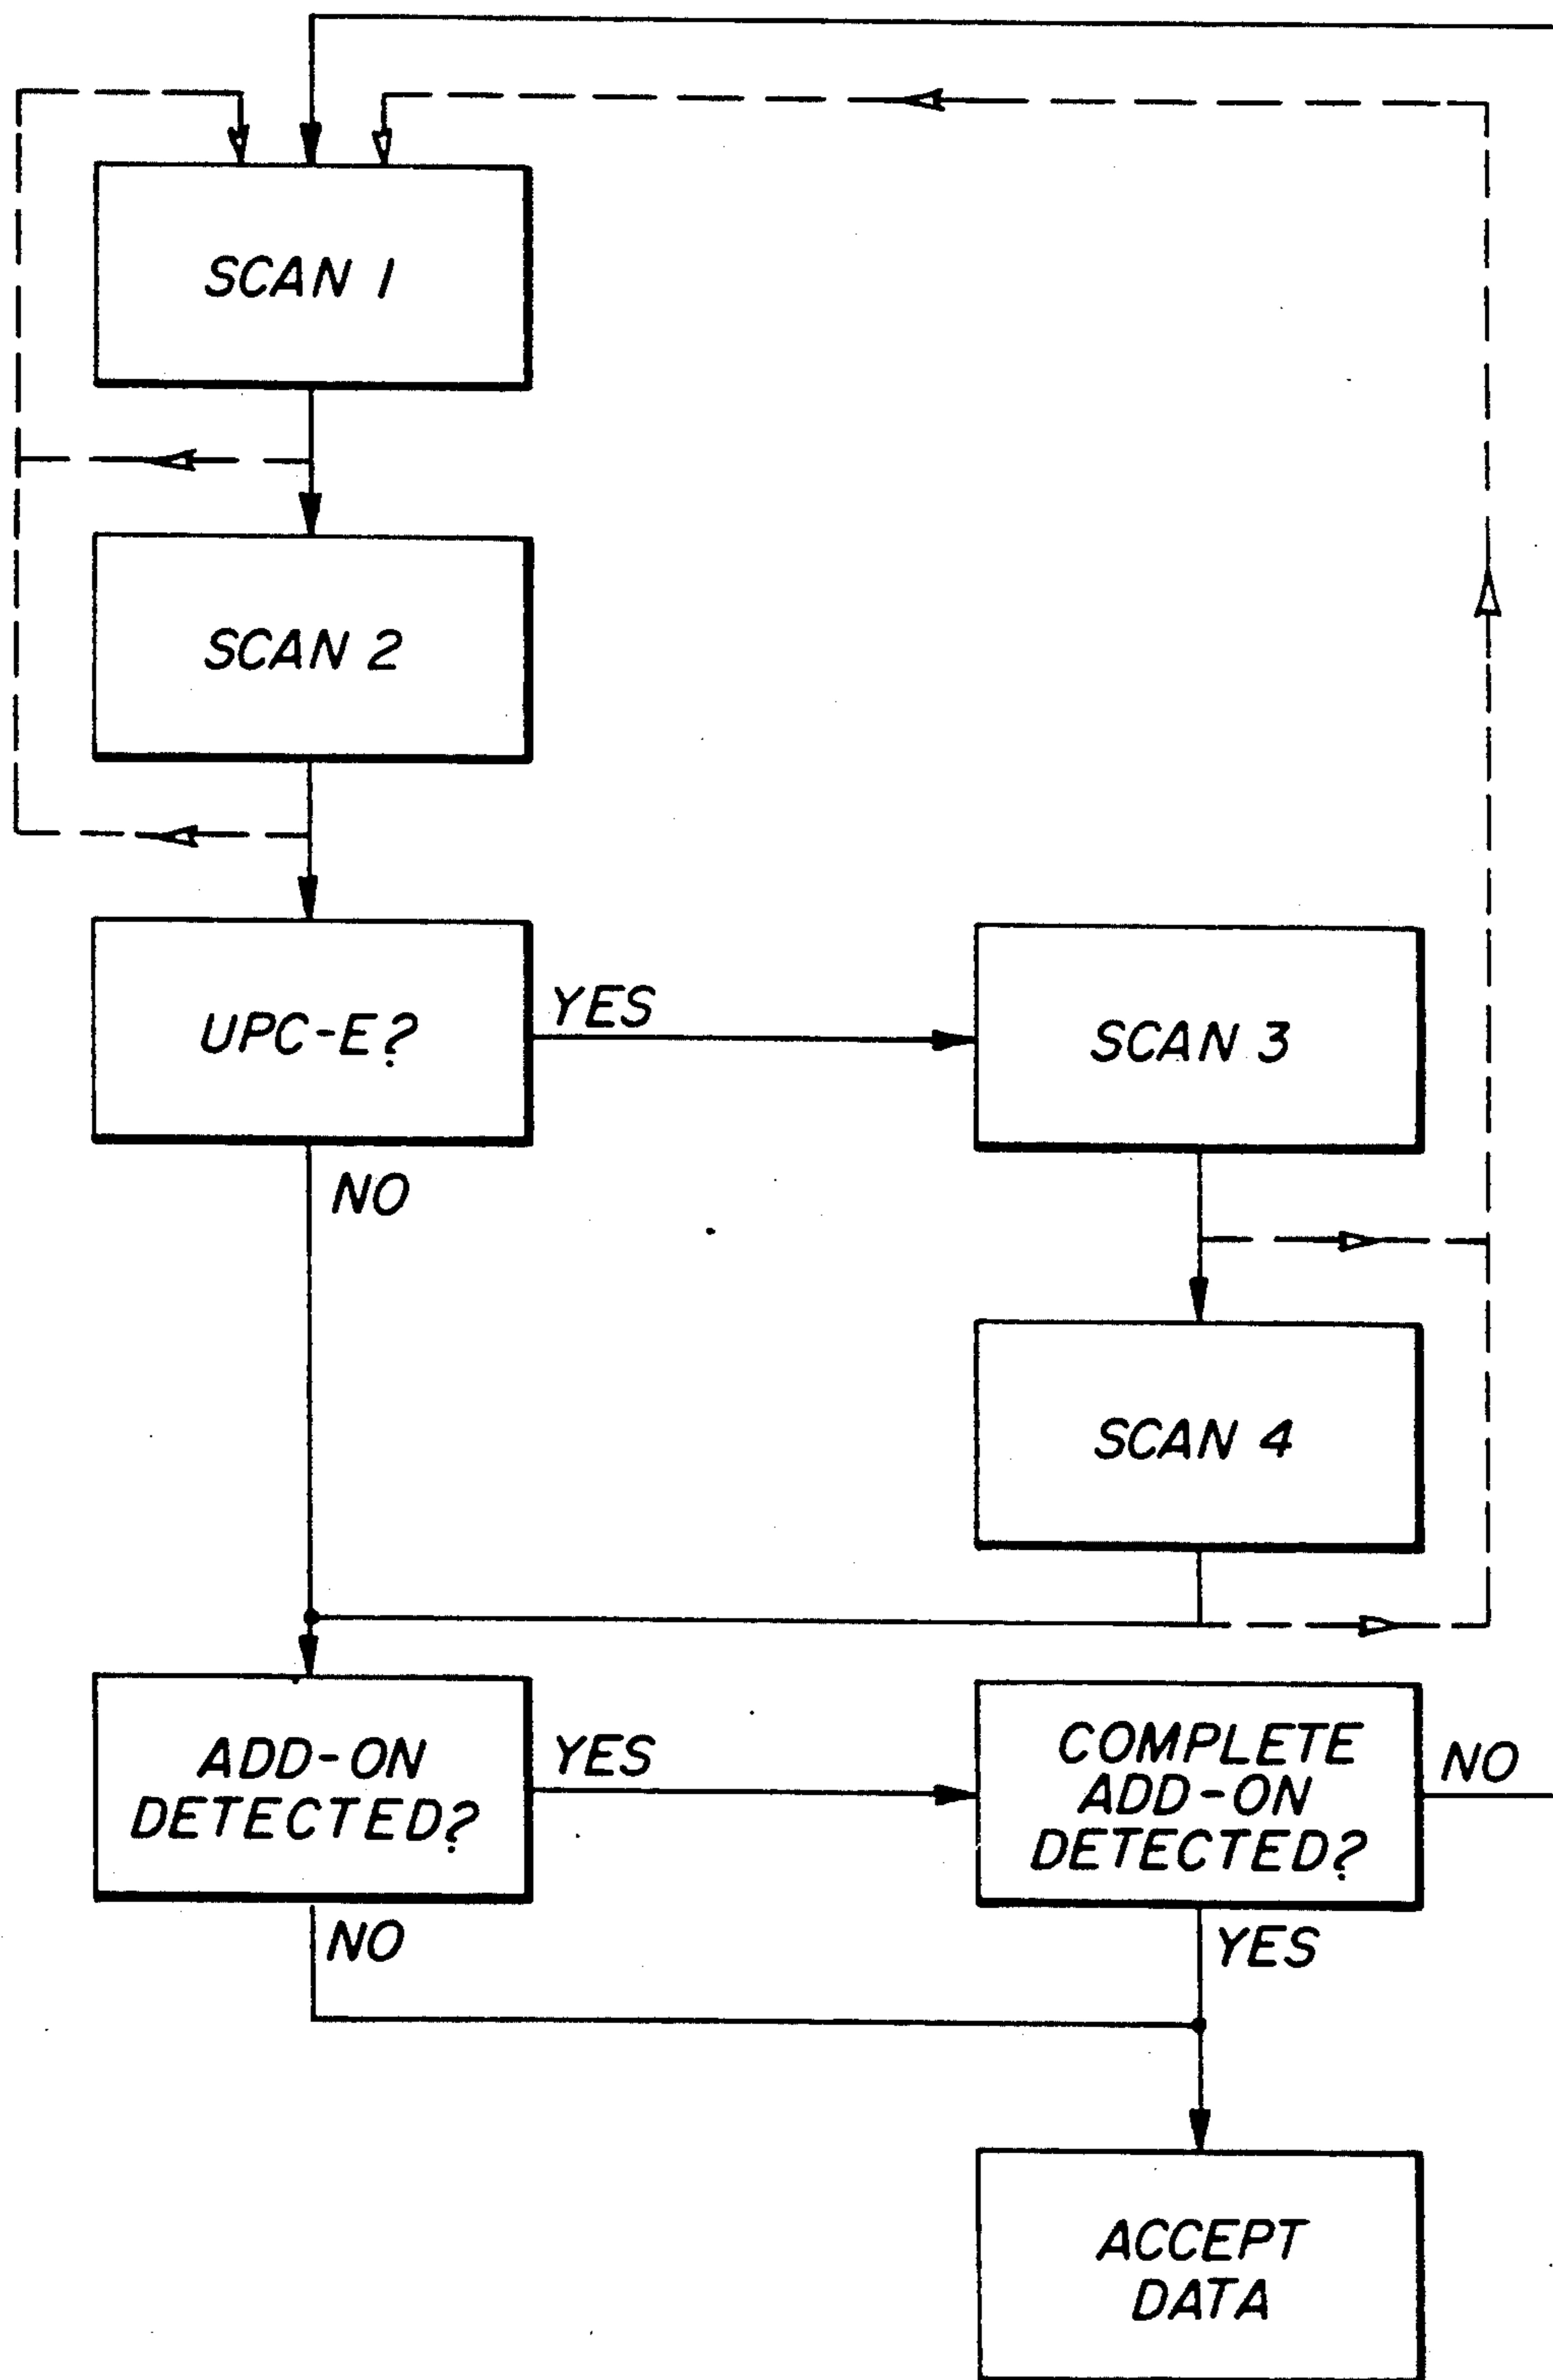 SCAN 1
SCAN 2
UPC-E?
YES
SCAN 3
NO
SCAN 4
ADD-ON
DETECTED?
YES
COMPLETE
ADD-ON
DETECTED?
NO
NO
YES
ACCEPT
DATA